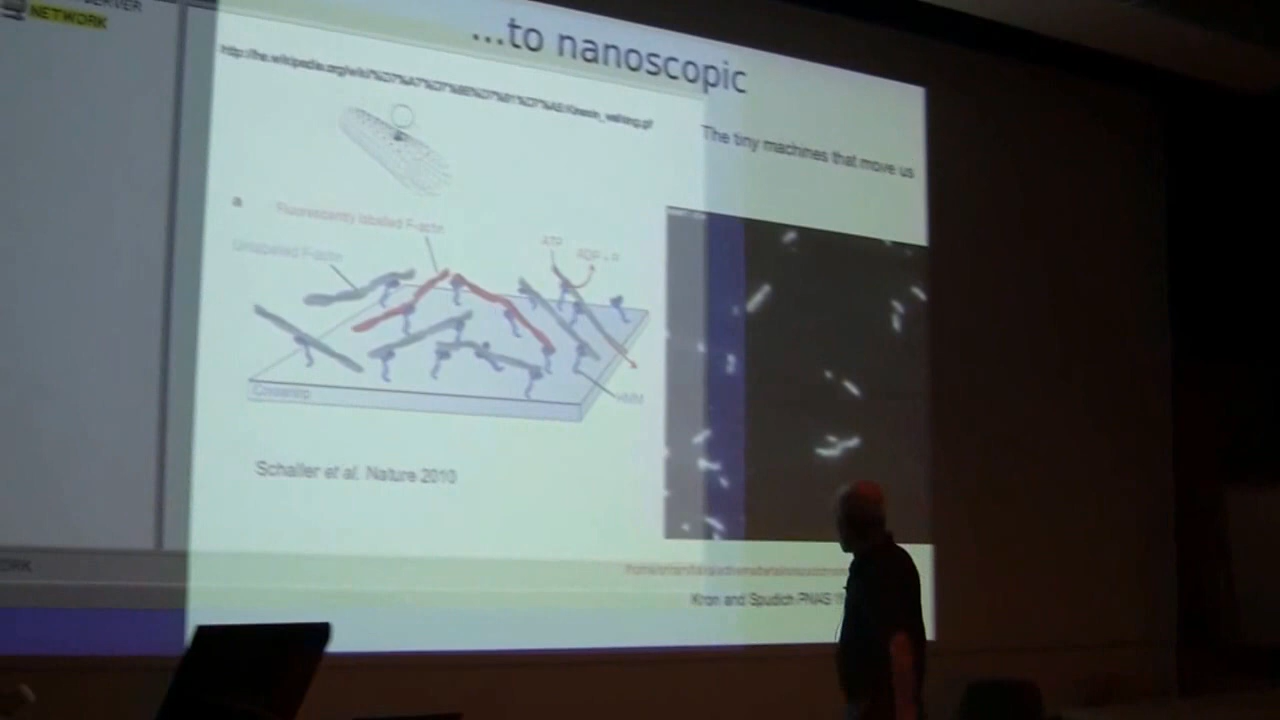 SERVER
NETWORK
...to nanoscopic
The tiny machines that move us
a
Fluorescently labeled F-actin
Unlabeled F-actin
ATP
ADP + Pi
Coverslip
HMM
Schaller et al. Nature 2010
Kron and Spudich PNAS